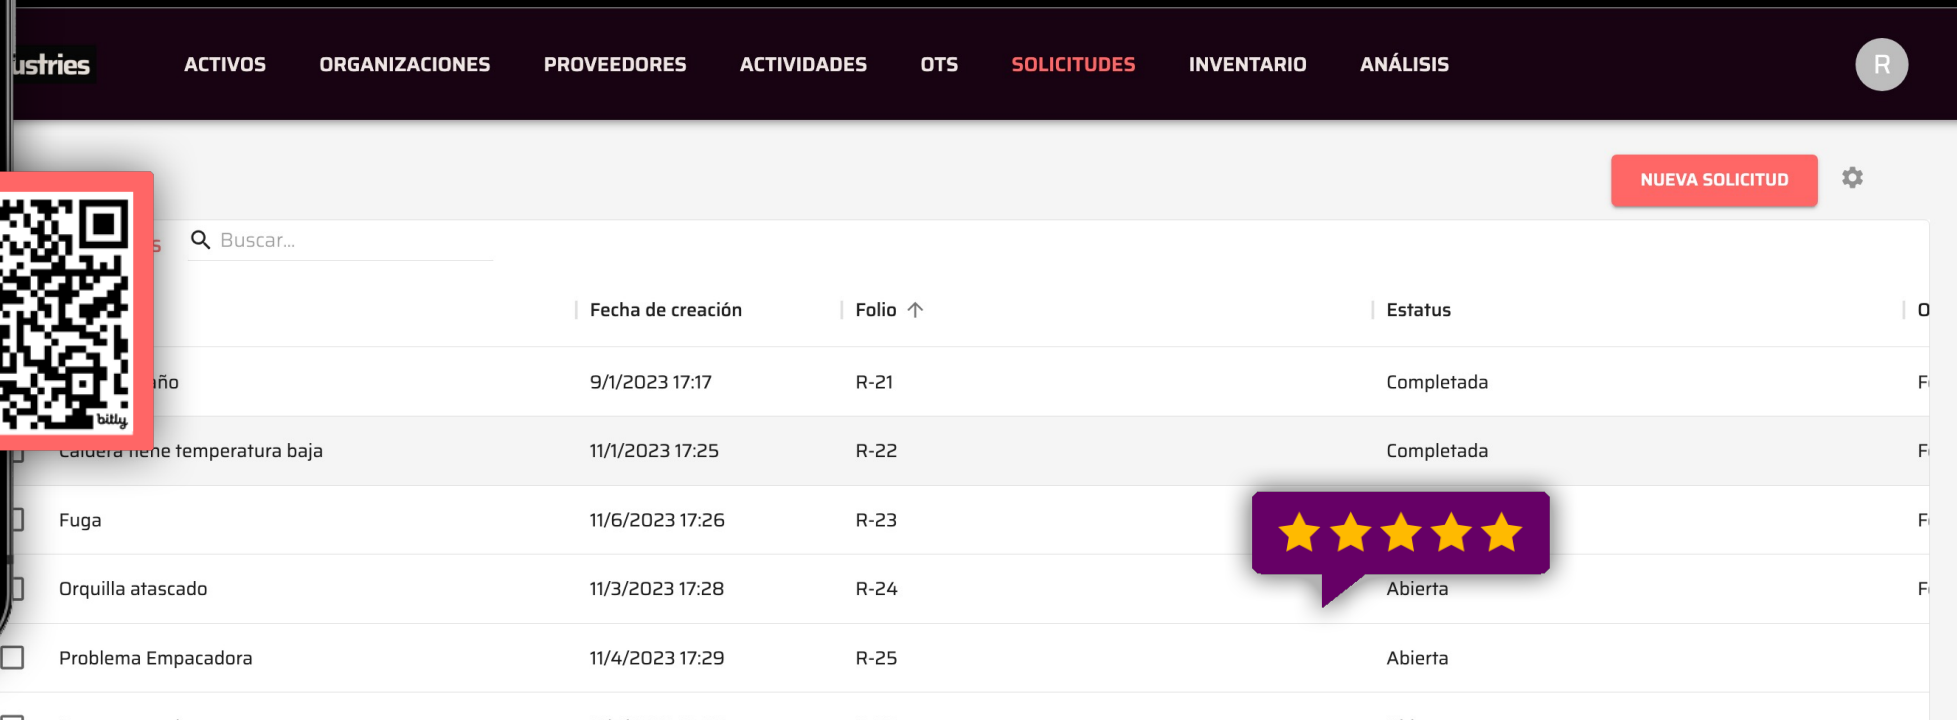 ustries ACTIVOS ORGANIZACIONES PROVEEDORES ACTIVIDADES OTS SOLICITUDES INVENTARIO ANÁLISIS R
NUEVA SOLICITUD
s Buscar...
Fecha de creación Folio Estatus O
año 9/1/2023 17:17 R-21 Completada F
bitly
Caldera tiene temperatura baja 11/1/2023 17:25 R-22 Completada F
Fuga 11/6/2023 17:26 R-23 F
Orquilla atascado 11/3/2023 17:28 R-24 Abierta F
Problema Empacadora 11/4/2023 17:29 R-25 Abierta